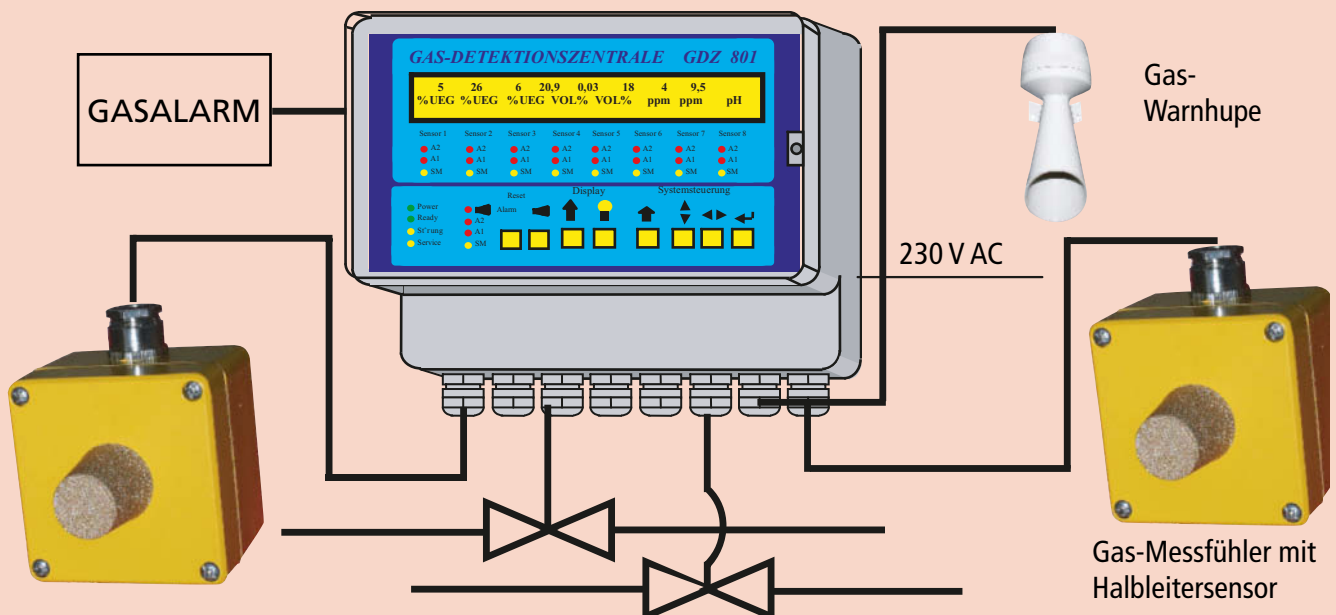 GASALARM
GAS-DETEKTIONSZENTRALE GDZ 801
5 26 6 20,9 0,03 18 4 9,5
%UEG %UEG %UEG VOL% VOL% ppm ppm pH
Sensor 1 Sensor 2 Sensor 3 Sensor 4 Sensor 5 Sensor 6 Sensor 7 Sensor 8
A2 A2 A2 A2 A2 A2 A2 A2
A1 A1 A1 A1 A1 A1 A1 A1
SM SM SM SM SM SM SM SM
Power
Ready
St´rung
Service
Alarm
A2
A1
SM
Reset
Display
Systemsteuerung
Gas-
Warnhupe
230 V AC
Gas-Messfühler mit
Halbleitersensor